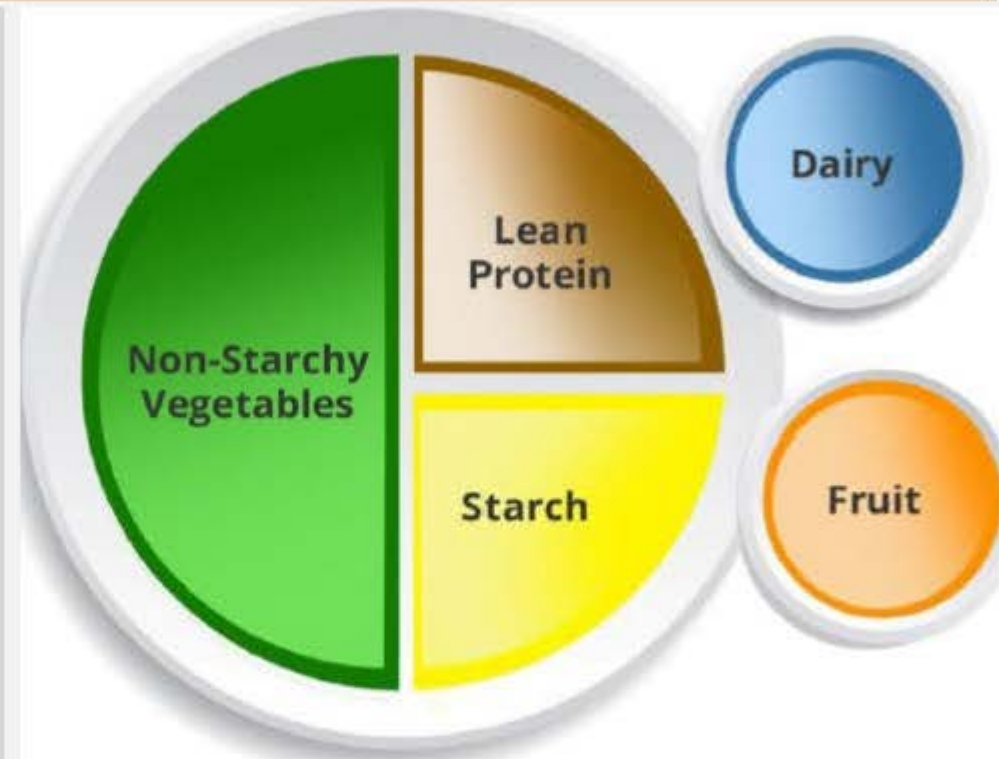 Non-Starchy
Vegetables
Lean
Protein
Starch
Dairy
Fruit